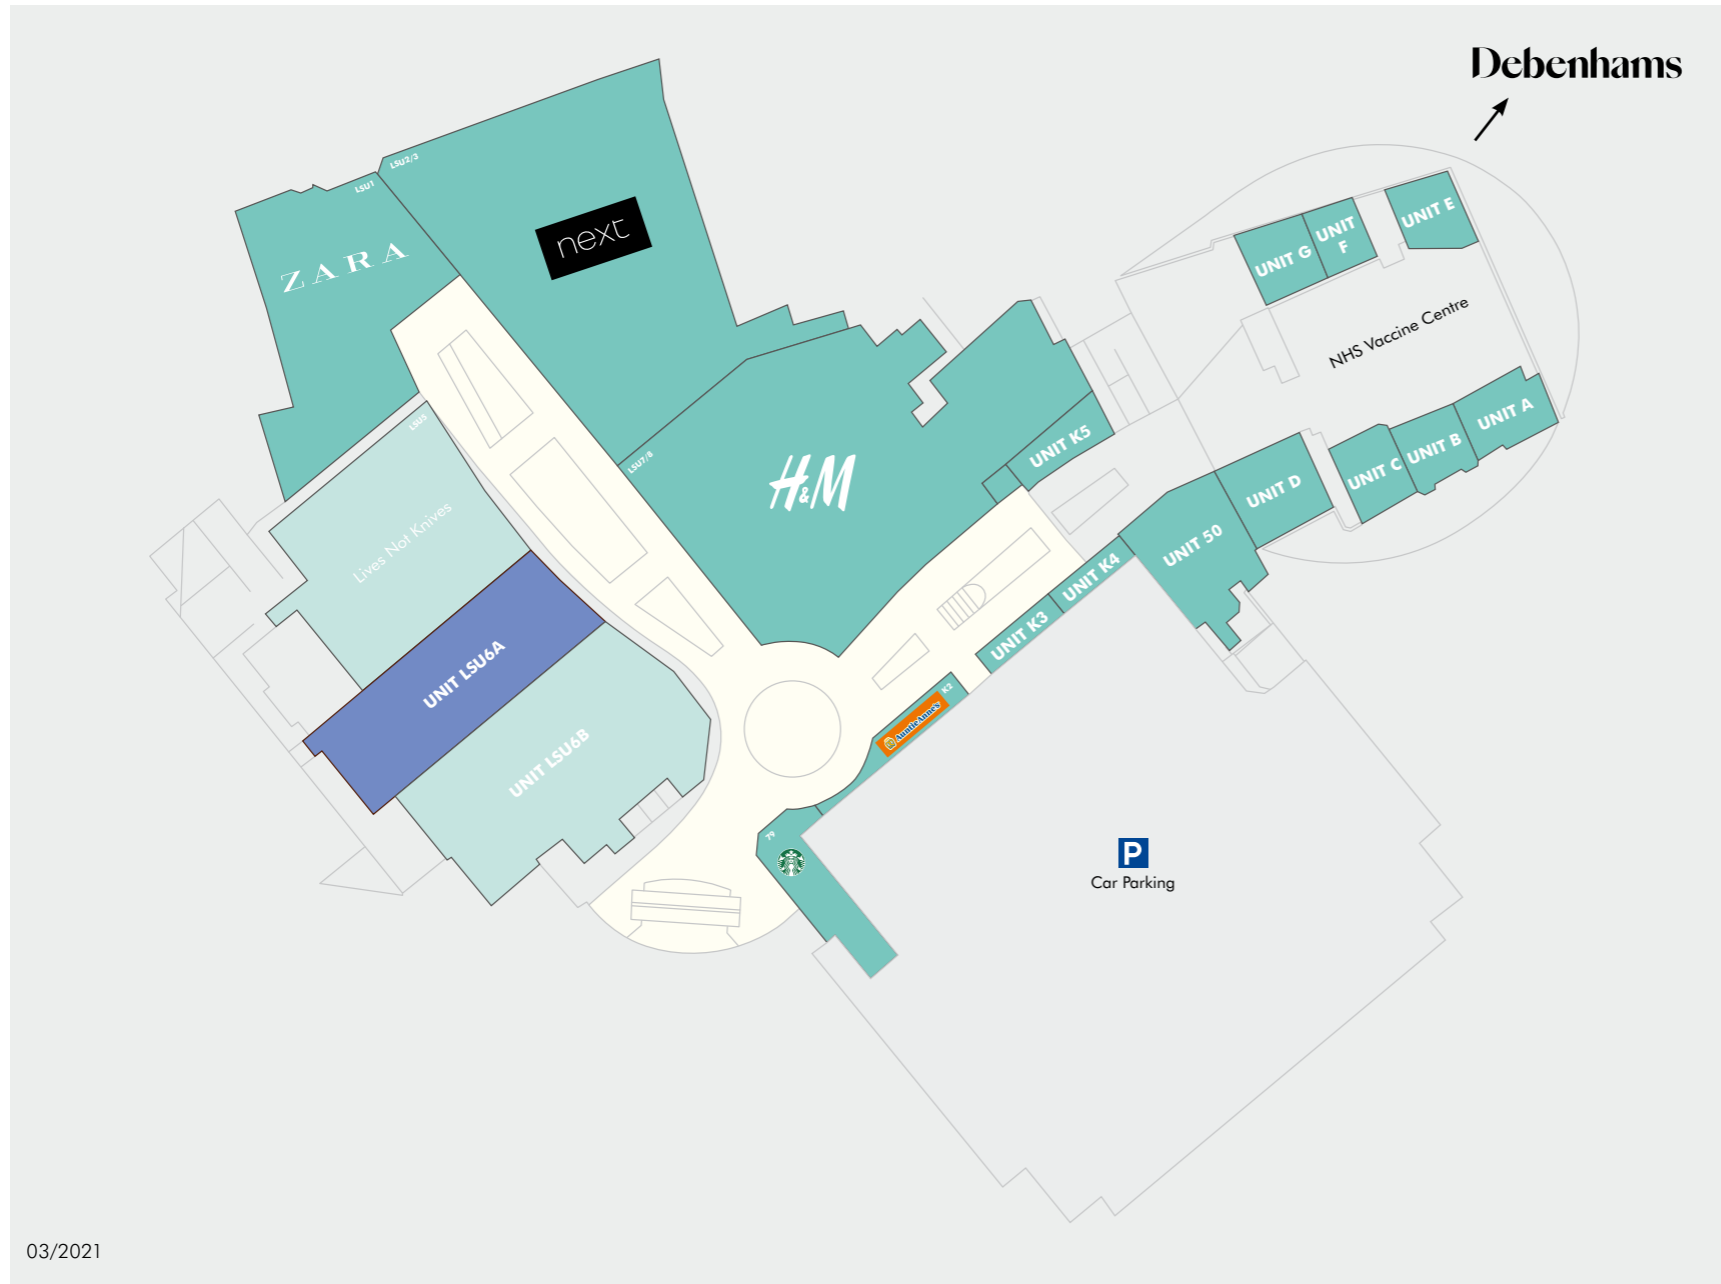 Debenhams
LSU2/3
LSU1
next
ZARA
UNIT E
UNIT
F
UNIT G
NHS Vaccine Centre
UNIT A
UNIT B
UNIT C
UNIT D
UNIT K5
LSU5
LSU7/8
H&M
Lives Not Knives
UNIT 50
UNIT K4
UNIT K3
UNIT LSU6A
K2
AuntieAnne's
UNIT LSU6B
79
P
Car Parking
03/2021